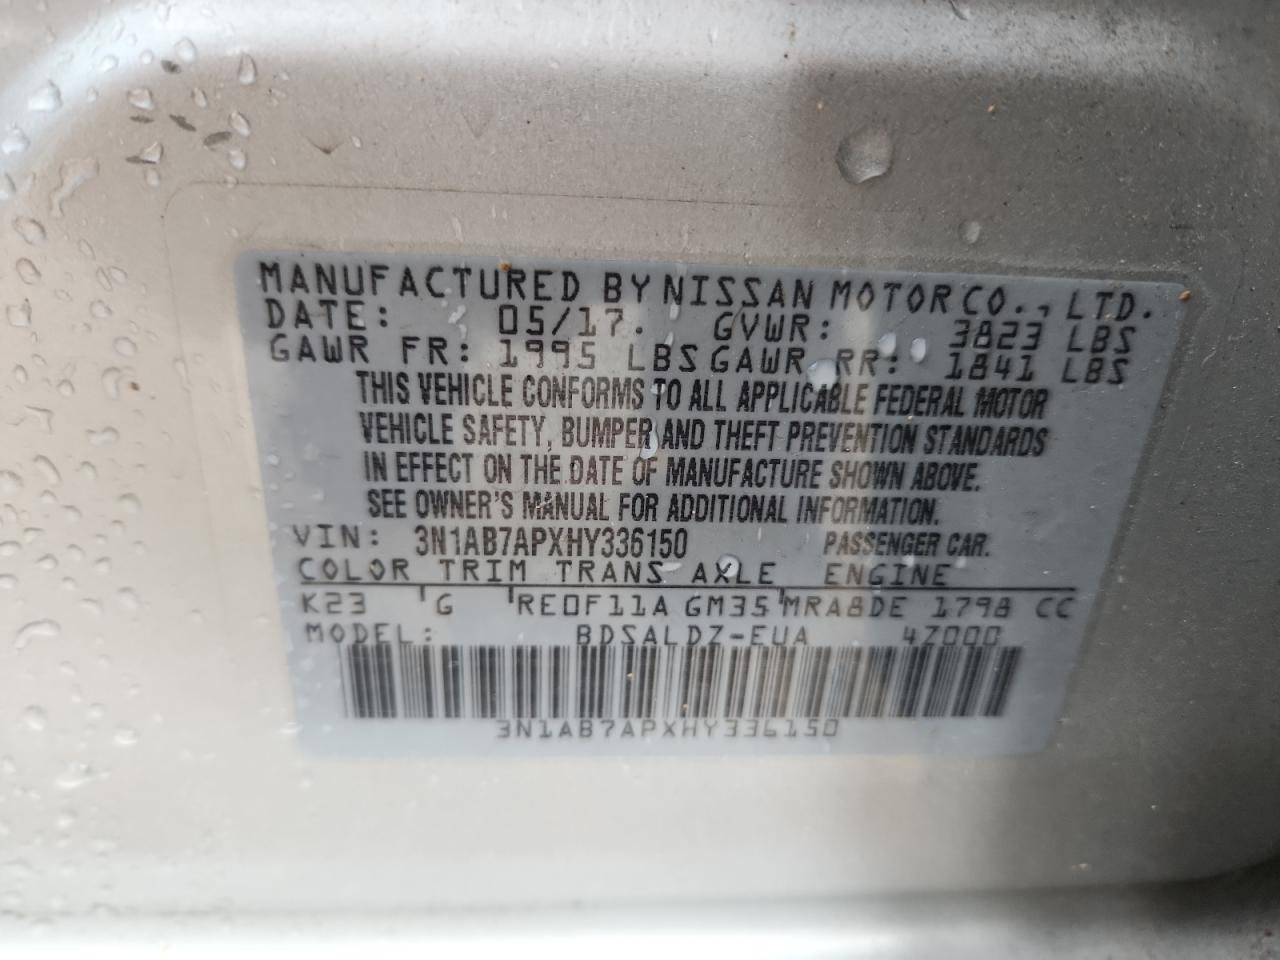 MANUFACTURED BY NISSAN MOTOR CO., LTD.
DATE: 05/17. GVWR: 3823 LBS
GAWR FR: 1995 LBS GAWR RR: 1841 LBS
THIS VEHICLE CONFORMS TO ALL APPLICABLE FEDERAL MOTOR
VEHICLE SAFETY, BUMPER AND THEFT PREVENTION STANDARDS
IN EFFECT ON THE DATE OF MANUFACTURE SHOWN ABOVE.
SEE OWNER'S MANUAL FOR ADDITIONAL INFORMATION.
VIN: 3N1AB7APXHY336150 PASSENGER CAR.
COLOR TRIM TRANS AXLE ENGINE
K23 G RE0F11A GM35 MRA8DE 1798 CC
MODEL: BDSALDZ-EUA 4Z000
3N1AB7APXHY336150